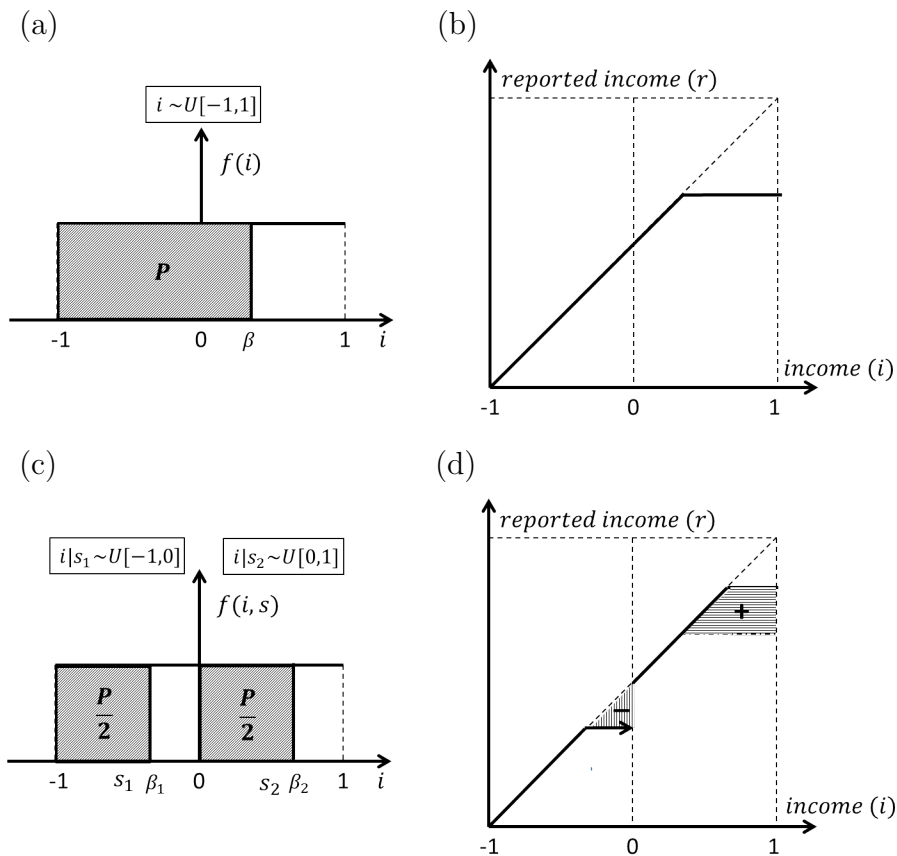 (a)
i ~U[−1,1]
f(i)
P
-1
0
β
1
i
(b)
reported income (r)
income (i)
-1
0
1
(c)
i|s₁~U[−1,0]
i|s₂~U[0,1]
f(i, s)
P
2
P
2
-1
s₁
β₁
0
s₂
β₂
1
i
(d)
reported income (r)
+
−
income (i)
-1
0
1